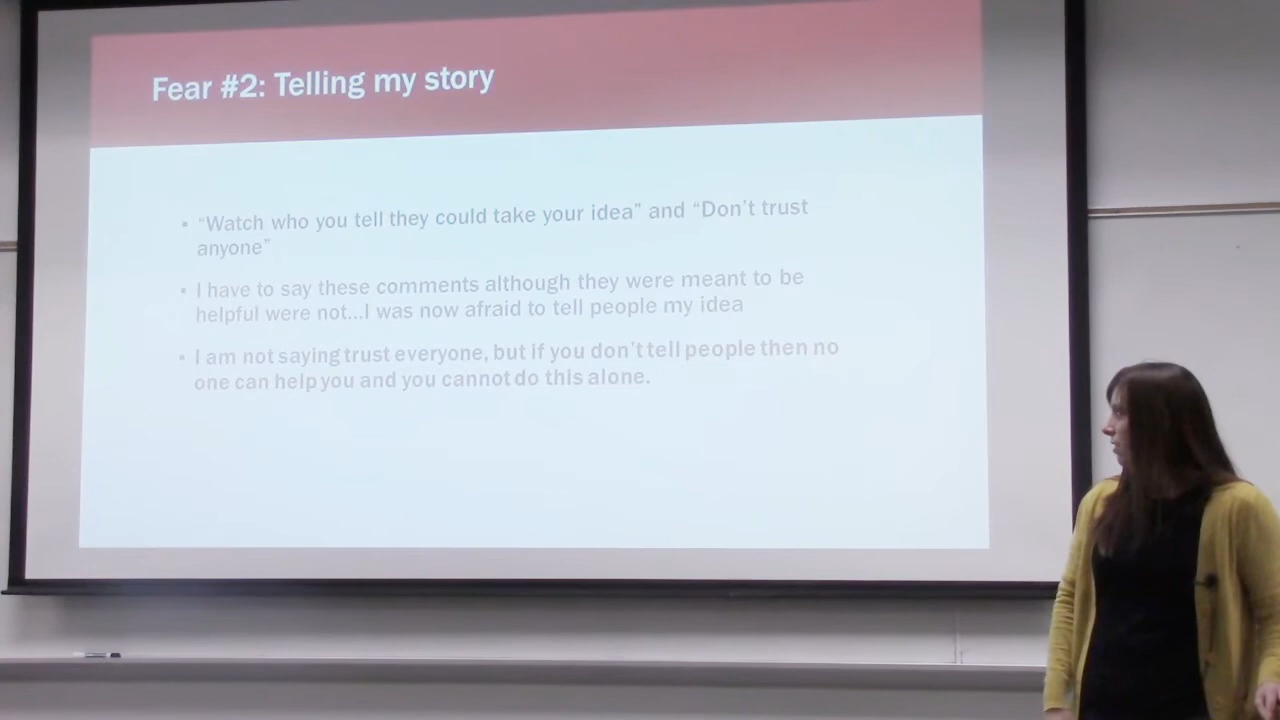 Fear #2: Telling my story
▪ “Watch who you tell they could take your idea” and “Don’t trust
anyone”
▪ I have to say these comments although they were meant to be
helpful were not...I was now afraid to tell people my idea
▪ I am not saying trust everyone, but if you don’t tell people then no
one can help you and you cannot do this alone.